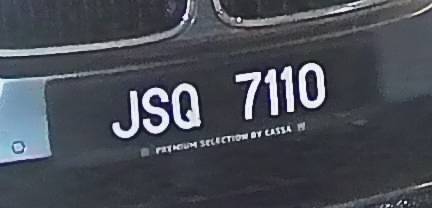 JSQ 7110
PREMIUM SELECTION BY CASSA